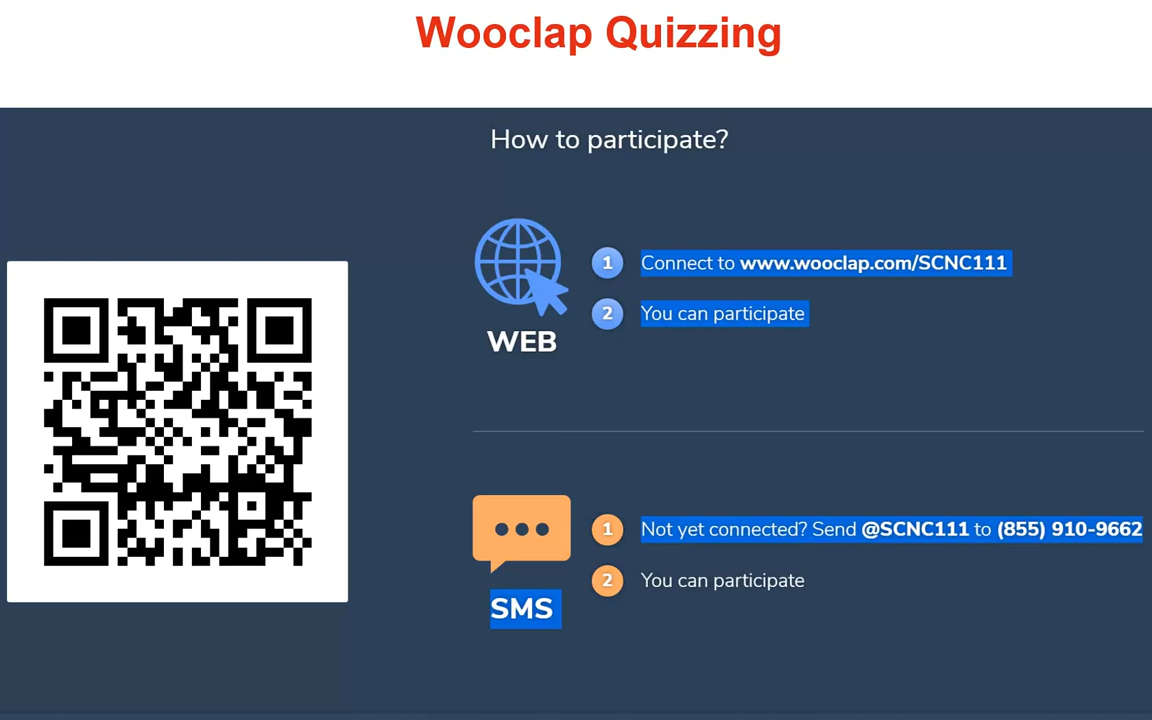 Wooclap Quizzing
How to participate?
WEB
1 Connect to www.wooclap.com/SCNC111
2 You can participate
SMS
1 Not yet connected? Send @SCNC111 to (855) 910-9662
2 You can participate